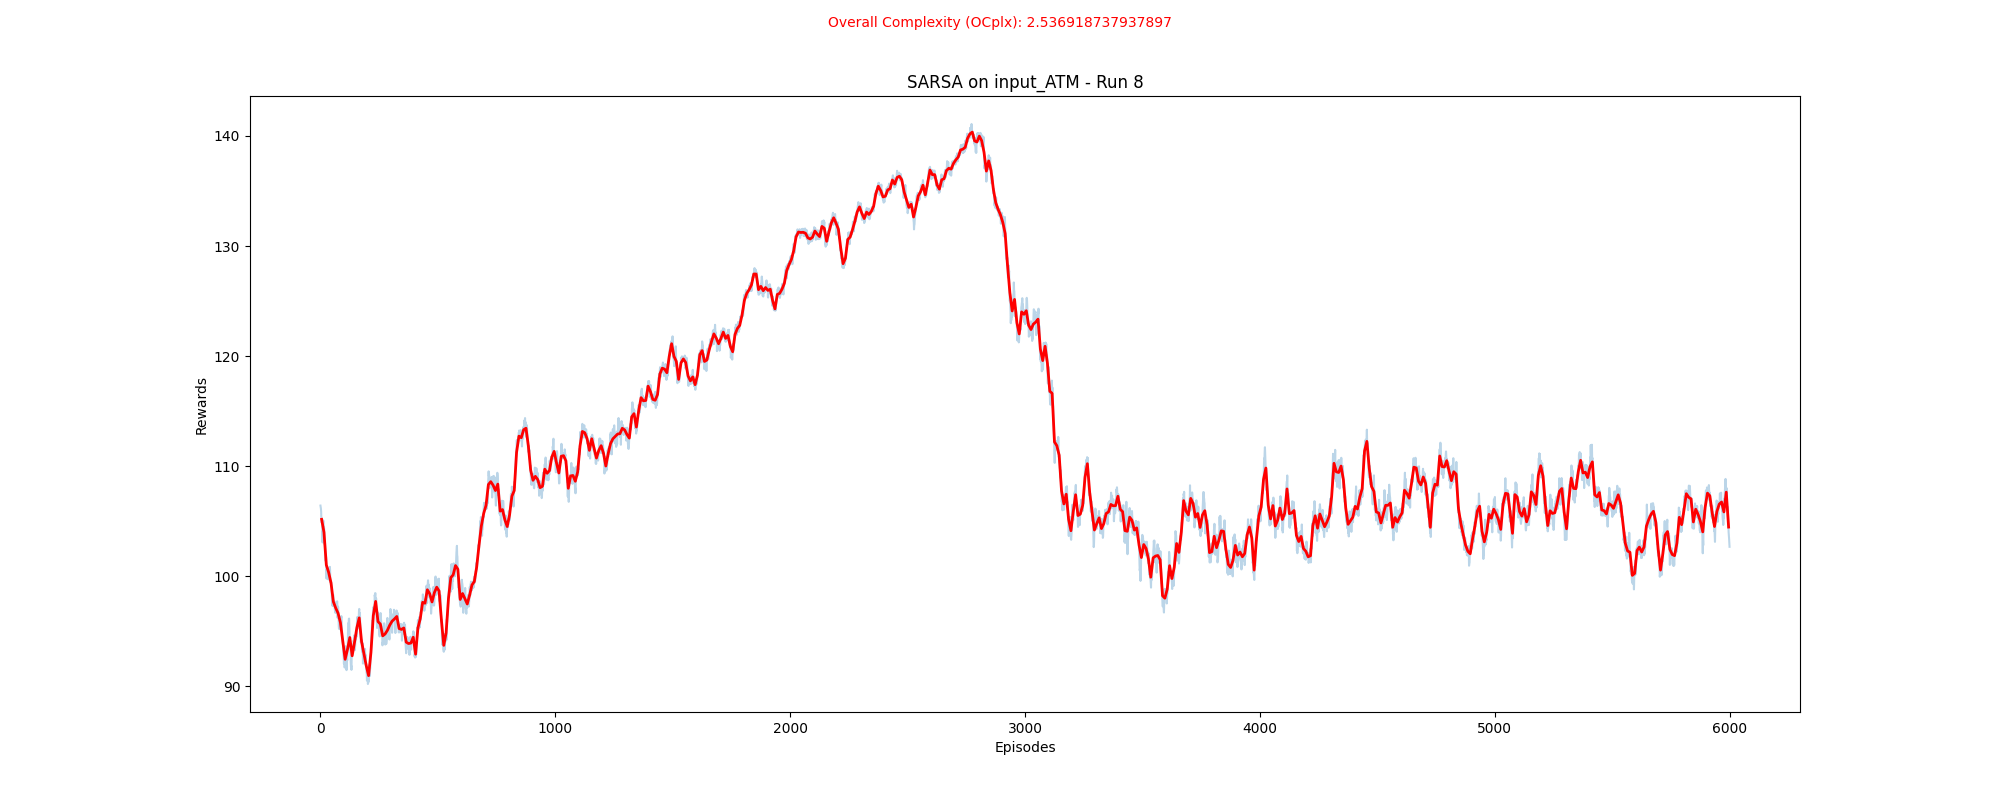 Overall Complexity (OCplx): 2.536918737937897
SARSA on input_ATM - Run 8
140
130
120
110
100
90
Rewards
0 1000 2000 3000 4000 5000 6000
Episodes